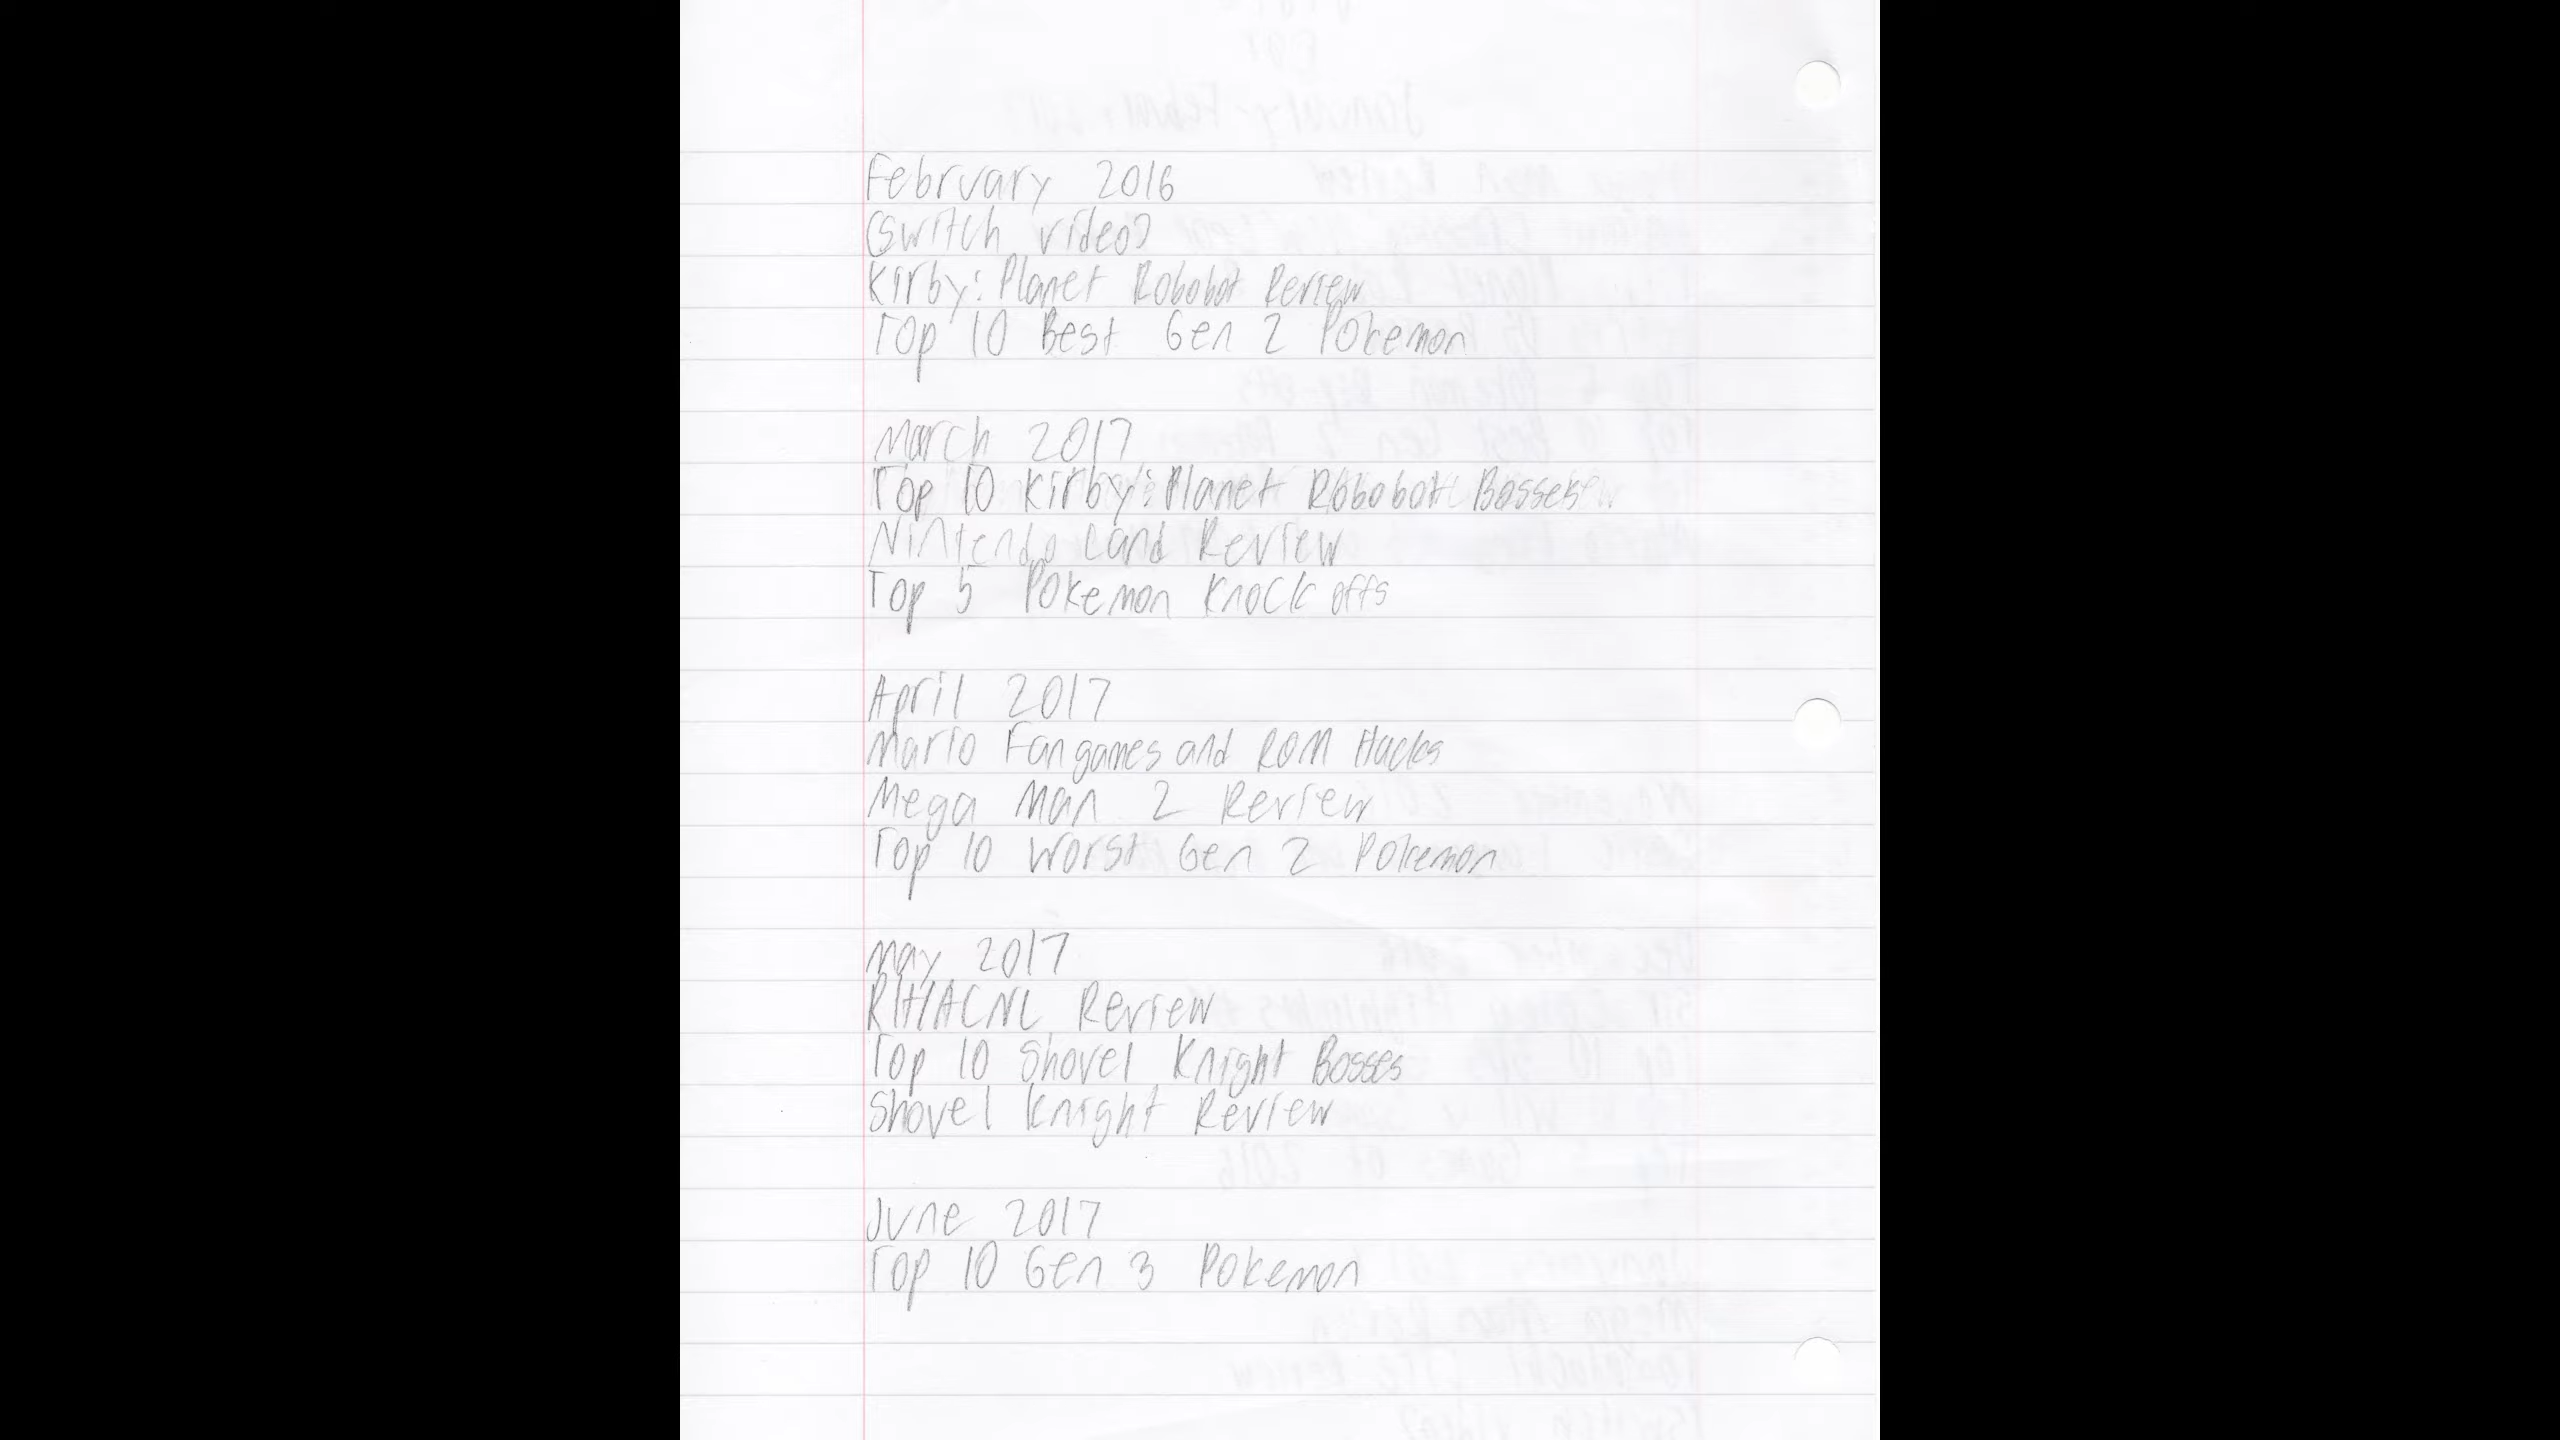 February 2016
(Switch video?)
Kirby: Planet Robobot Review
Top 10 Best Gen 2 Pokemon
March 2017
Top 10 Kirby: Planet Robobot Bosses
Nintendo Land Review
Top 5 Pokemon Knock offs
April 2017
Mario Fan games and ROM Hacks
Mega Man 2 Review
Top 10 Worst Gen 2 Pokemon
May 2017
R/H/ACNL Review
Top 10 Shovel Knight Bosses
Shovel Knight Review
June 2017
Top 10 Gen 3 Pokemon